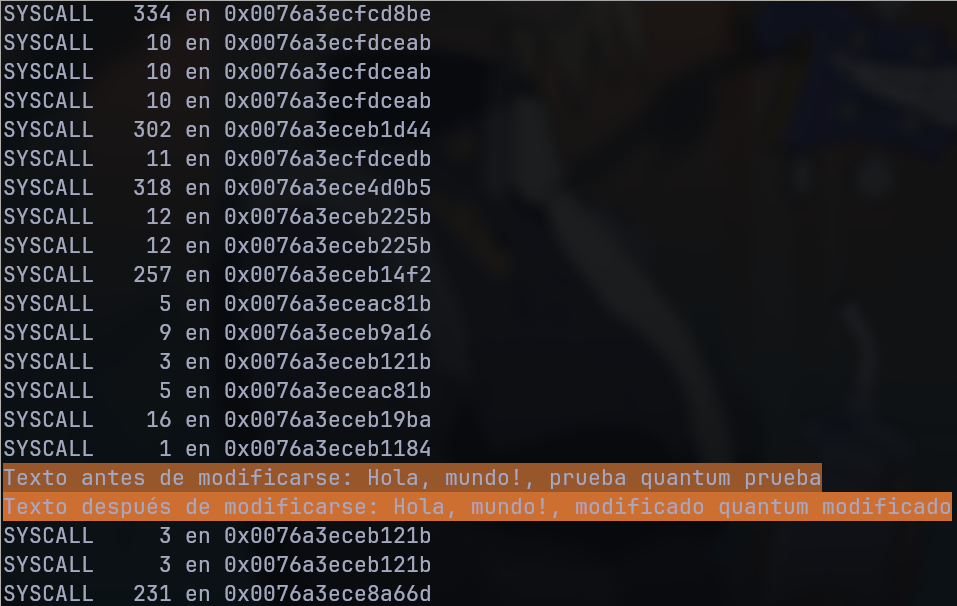 SYSCALL   334 en 0x0076a3ecfcd8be
SYSCALL    10 en 0x0076a3ecfdceab
SYSCALL    10 en 0x0076a3ecfdceab
SYSCALL    10 en 0x0076a3ecfdceab
SYSCALL   302 en 0x0076a3eceb1d44
SYSCALL    11 en 0x0076a3ecfdcedb
SYSCALL   318 en 0x0076a3ece4d0b5
SYSCALL    12 en 0x0076a3eceb225b
SYSCALL    12 en 0x0076a3eceb225b
SYSCALL   257 en 0x0076a3eceb14f2
SYSCALL     5 en 0x0076a3eceac81b
SYSCALL     9 en 0x0076a3eceb9a16
SYSCALL     3 en 0x0076a3eceb121b
SYSCALL     5 en 0x0076a3eceac81b
SYSCALL    16 en 0x0076a3eceb19ba
SYSCALL     1 en 0x0076a3eceb1184
Texto antes de modificarse: Hola, mundo!, prueba quantum prueba
Texto después de modificarse: Hola, mundo!, modificado quantum modificado
SYSCALL     3 en 0x0076a3eceb121b
SYSCALL     3 en 0x0076a3eceb121b
SYSCALL   231 en 0x0076a3ece8a66d